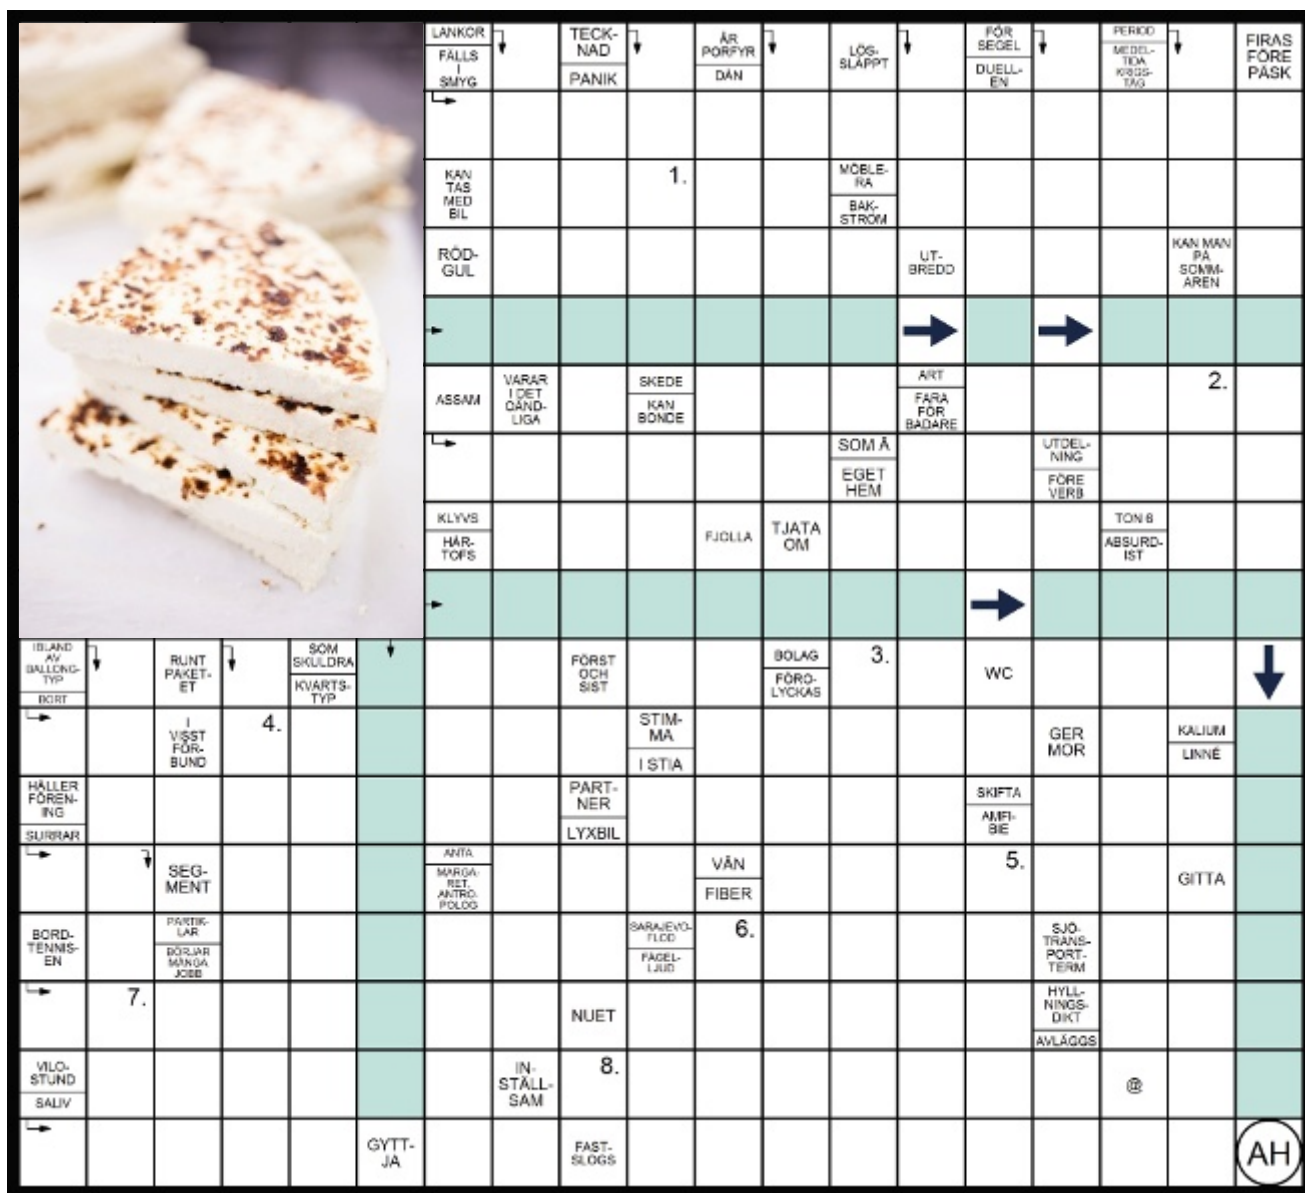 LANKOR
FÄLLS
I
SMYG
TECK-
NAD
PANIK
ÄR
PORFYR
DÅN
LÖS-
SLÄPPT
FÖR
SEGEL
DUELL-
EN
PERIOD
MEDEL-
TIDA
KRIGS-
TÅG
FIRAS
FÖRE
PÅSK
KAN
TAS
MED
BIL
1.
MÖBLE-
RA
BAK-
STRÖM
RÖD-
GUL
UT-
BREDD
KAN MAN
PÅ
SOMM-
AREN
ASSAM
VARAR
I DET
OÄND-
LIGA
SKEDE
KAN
BONDE
ART
FARA
FÖR
BADARE
2.
SOM Å
EGET
HEM
UTDEL-
NING
FÖRE
VERB
KLYVS
HÅR-
TOFS
FJOLLA
TJATA
OM
TON 6
ABSURD-
IST
IBLAND
AV
BALLONG-
TYP
BORT
RUNT
PAKET-
ET
SOM
SKULDRA
KVARTS-
TYP
FÖRST
OCH
SIST
BOLAG
FÖRO-
LYCKAS
3.
WC
I
VISST
FÖR-
BUND
4.
STIM-
MA
I STIA
GER
MOR
KALIUM
LINNÉ
HÅLLER
FÖREN-
ING
SURRAR
PART-
NER
LYXBIL
SKIFTA
AMFI-
BIE
SEG-
MENT
ANTA
MARGA-
RET,
ANTRO-
POLOG
VÄN
FIBER
5.
GITTA
BORD-
TENNIS-
EN
PARTIK-
LAR
BÖRJAR
MÅNGA
JOBB
SARAJEVO-
FLOD
FÅGEL-
LJUD
6.
SJÖ-
TRANS-
PORT-
TERM
7.
NUET
HYLL-
NINGS-
DIKT
AVLÄGGS
VILO-
STUND
SALIV
IN-
STÄLL-
SAM
8.
@
GYTT-
JA
FAST-
SLOGS
AH